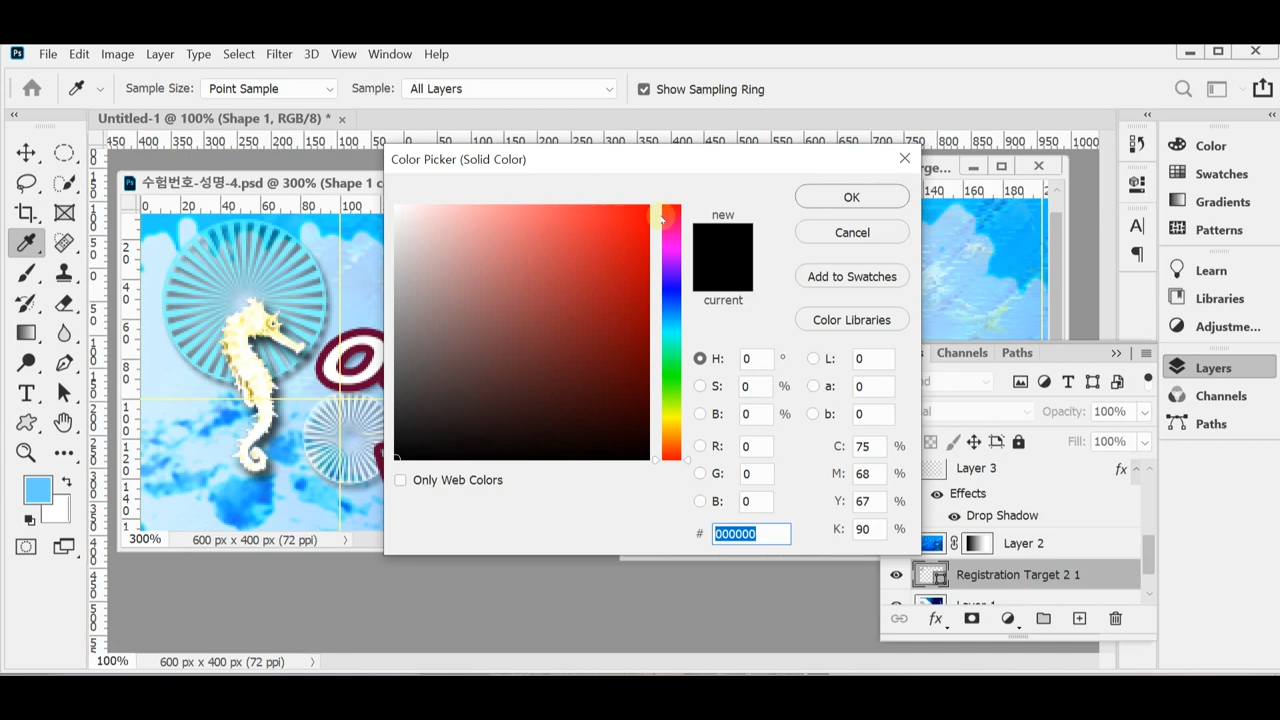 Ps File Edit Image Layer Type Select Filter 3D View Window Help
Sample Size: Point Sample Sample: All Layers Show Sampling Ring
Untitled-1 @ 100% (Shape 1, RGB/8) * ×
450 400 350 300 250 200 150 100 50 0 50 100 150 200 250 300 350 400 450 500 550 600 650 700 750 800 850 900 950 1000
Color Picker (Solid Color)
Ps 수험번호-성명-4.psd @ 300% (Shape 1 c
rge...
0 20 40 60 80 100
140 160 180
OK
new
Cancel
Add to Swatches
current
Color Libraries
H: 0 ° L: 0
S: 0 % a: 0
B: 0 % b: 0
R: 0 C: 75 %
G: 0 M: 68 %
B: 0 Y: 67 %
# 000000 K: 90 %
Only Web Colors
300% 600 px x 400 px (72 ppi)
100% 600 px x 400 px (72 ppi)
Color
Swatches
Gradients
Patterns
Learn
Libraries
Adjustme...
Layers
Channels
Paths
s Channels Paths
nd
al Opacity: 100%
Fill: 100%
Layer 3 fx
Effects
Drop Shadow
Layer 2
Registration Target 2 1
Layer 1
fx